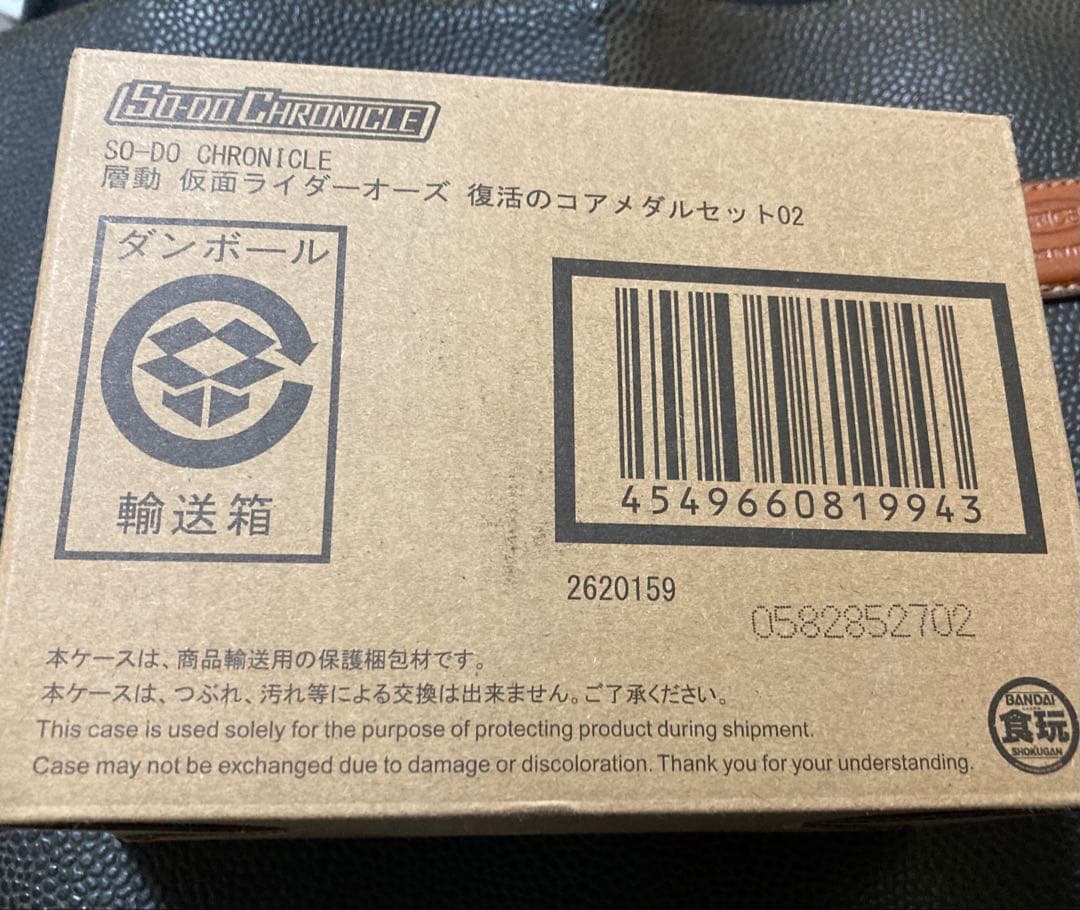 SO-DO CHRONICLE
SO-DO CHRONICLE
層動 仮面ライダーオーズ 復活のコアメダルセット02
ダンボール
輸送箱
4549660819943
2620159
0582852702
本ケースは、商品輸送用の保護梱包材です。
本ケースは、つぶれ、汚れ等による交換は出来ません。ご了承ください。
This case is used solely for the purpose of protecting product during shipment.
Case may not be exchanged due to damage or discoloration. Thank you for your understanding.
BANDAI
食玩
SHOKUGAN